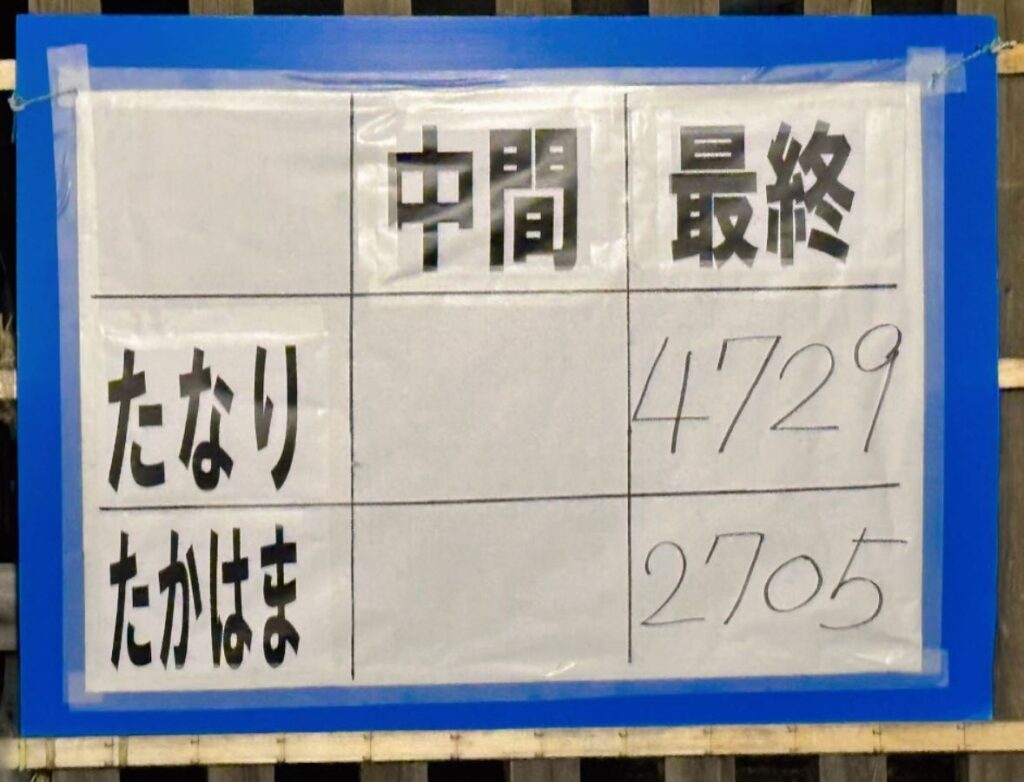 中間 最終
たなり 4729
たかはま 2705